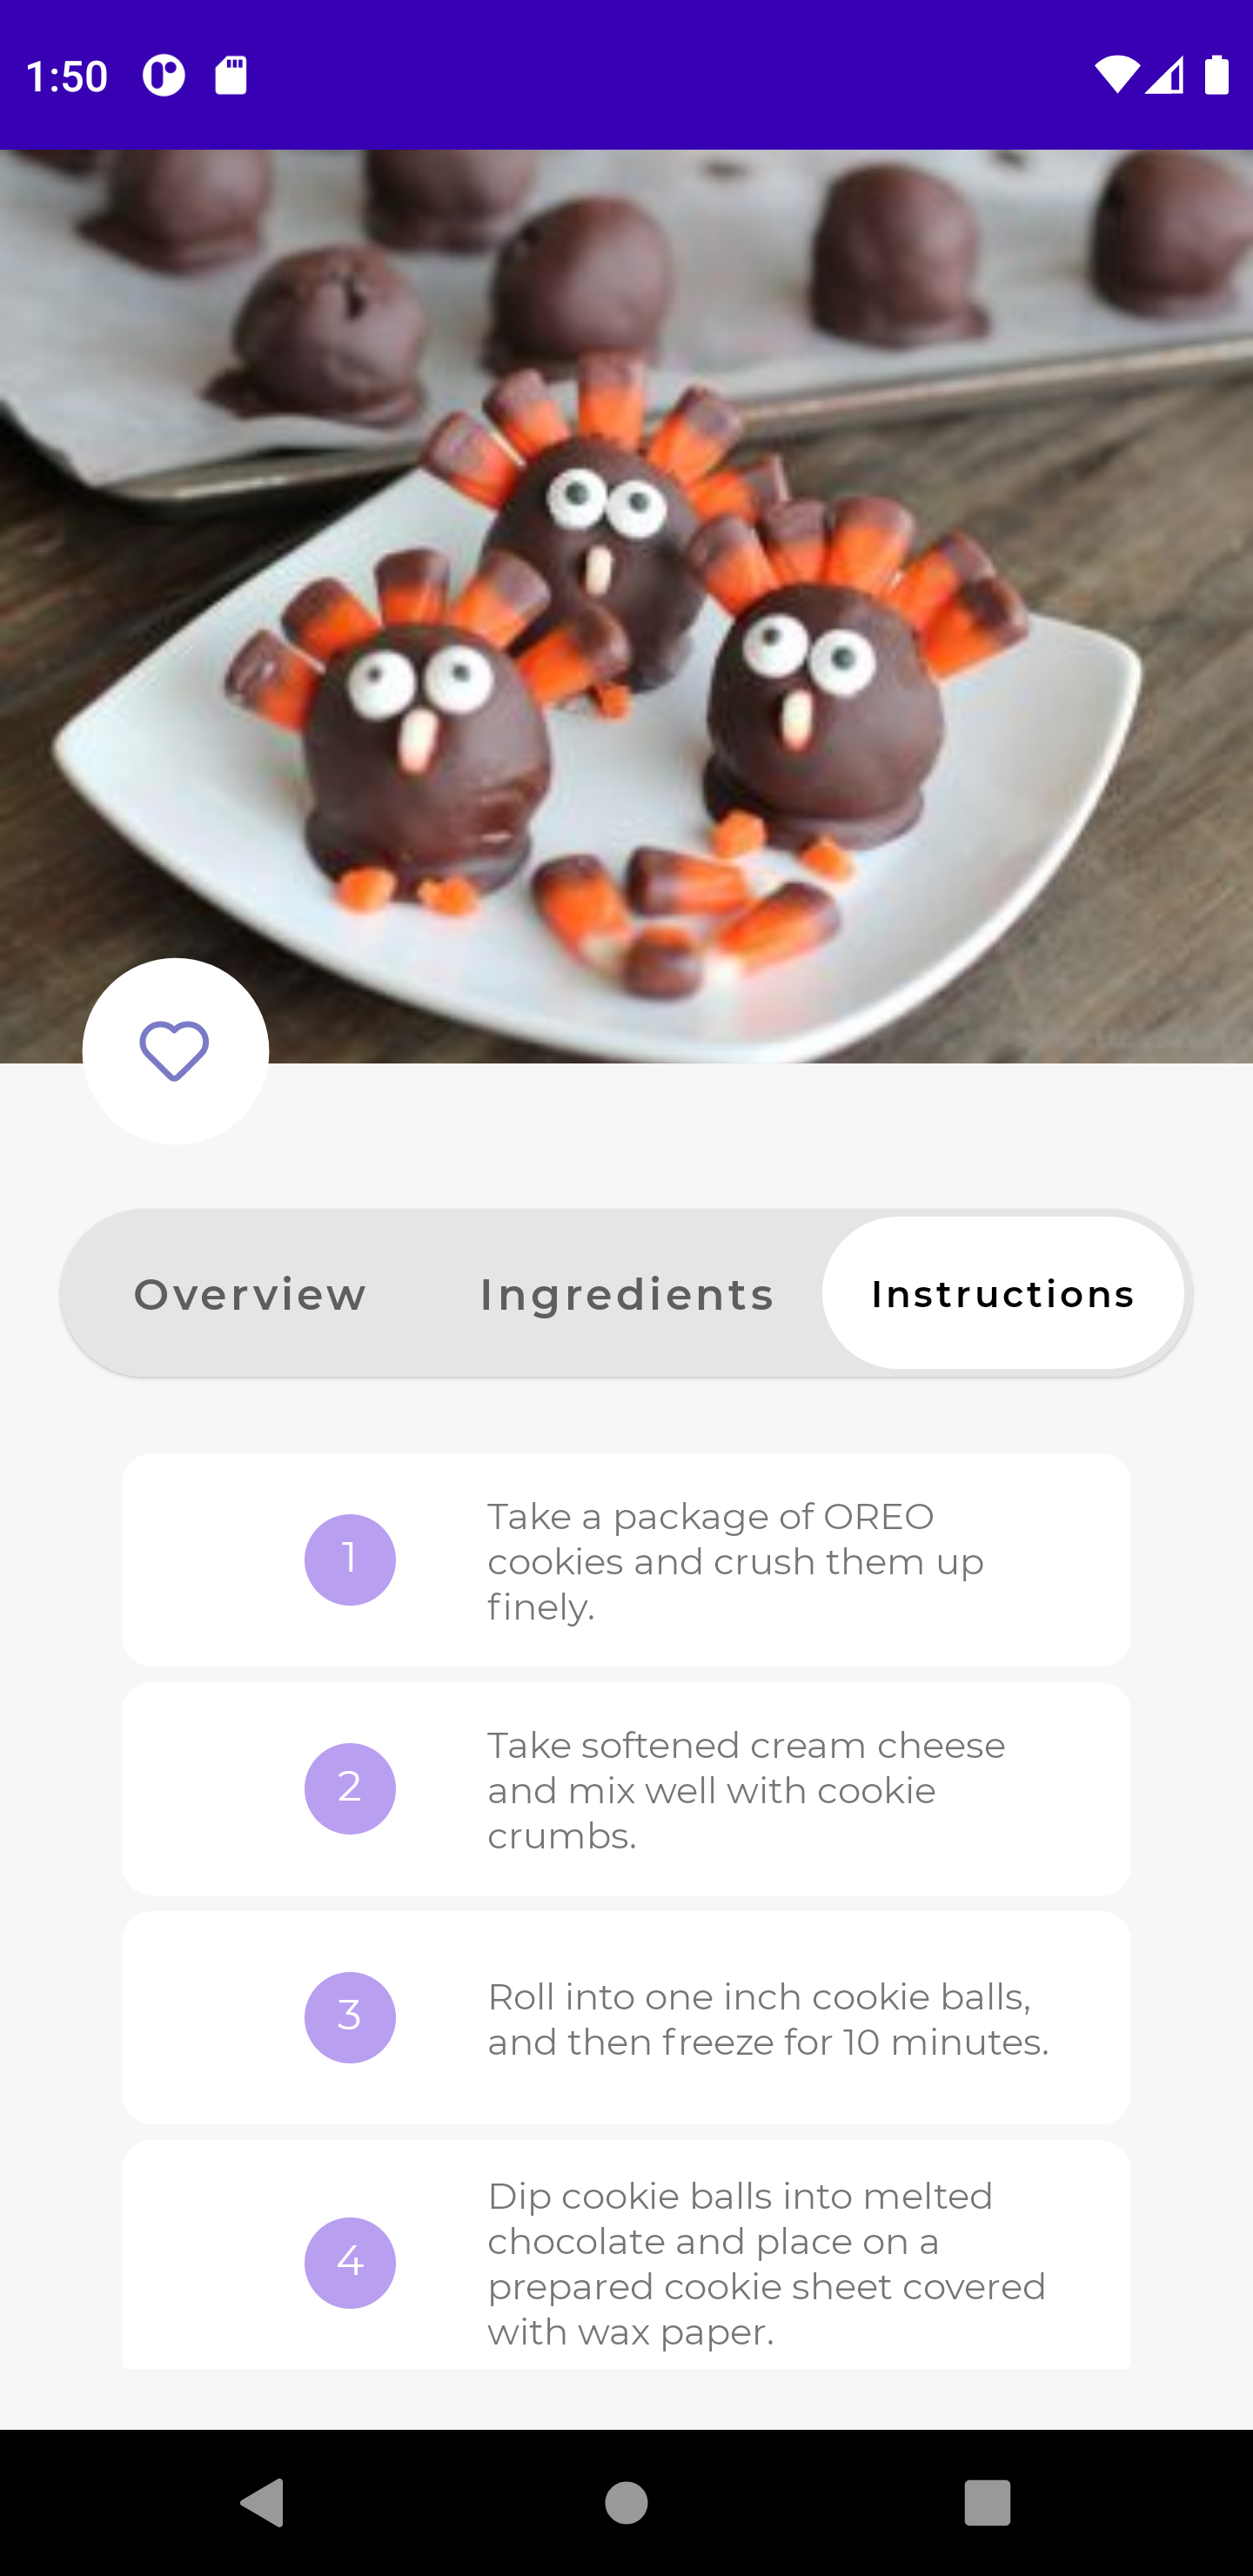 1:50
Overview Ingredients Instructions
1
Take a package of OREO
cookies and crush them up
finely.
2
Take softened cream cheese
and mix well with cookie
crumbs.
3
Roll into one inch cookie balls,
and then freeze for 10 minutes.
4
Dip cookie balls into melted
chocolate and place on a
prepared cookie sheet covered
with wax paper.